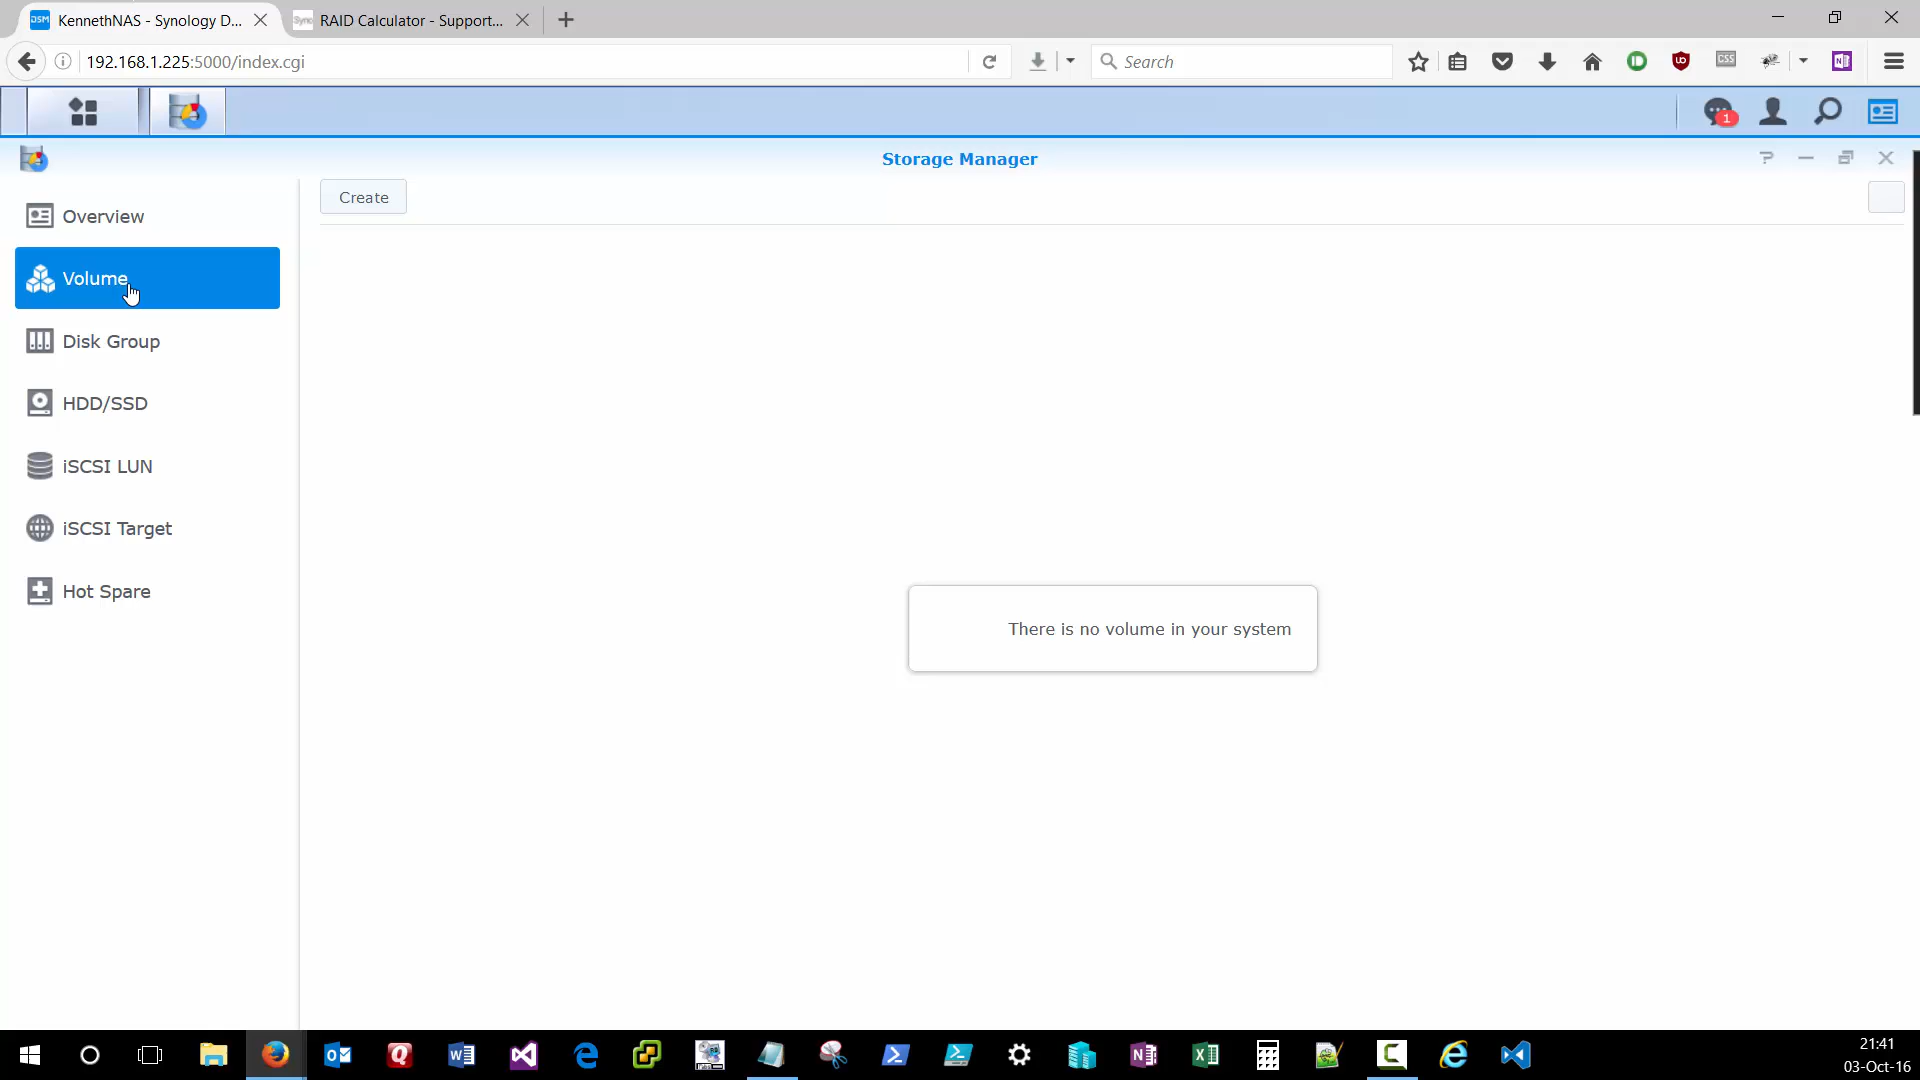 KennethNAS - Synology D...
RAID Calculator - Support...
192.168.1.225:5000/index.cgi
Search
CSS
1
Storage Manager
Create
Overview
Volume
Disk Group
HDD/SSD
iSCSI LUN
iSCSI Target
Hot Spare
There is no volume in your system
21:41
03-Oct-16